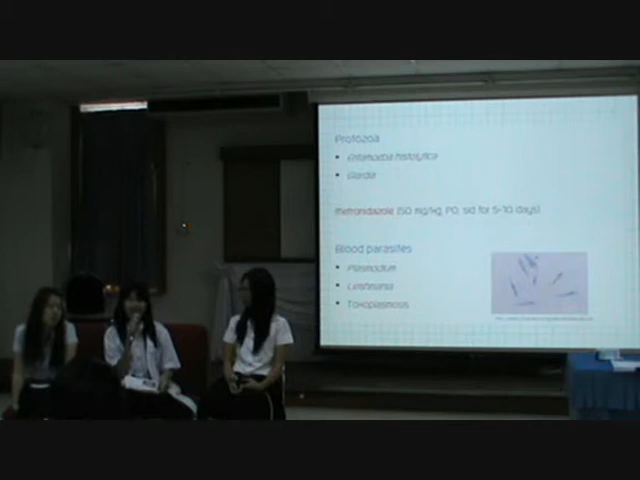 Protozoa
• Entamoeba histolytica
• Giardia
metronidazole (50 mg/kg, PO, sid for 5-10 days)
Blood parasites
• Plasmodium
• Leishmania
• Toxoplasmosis